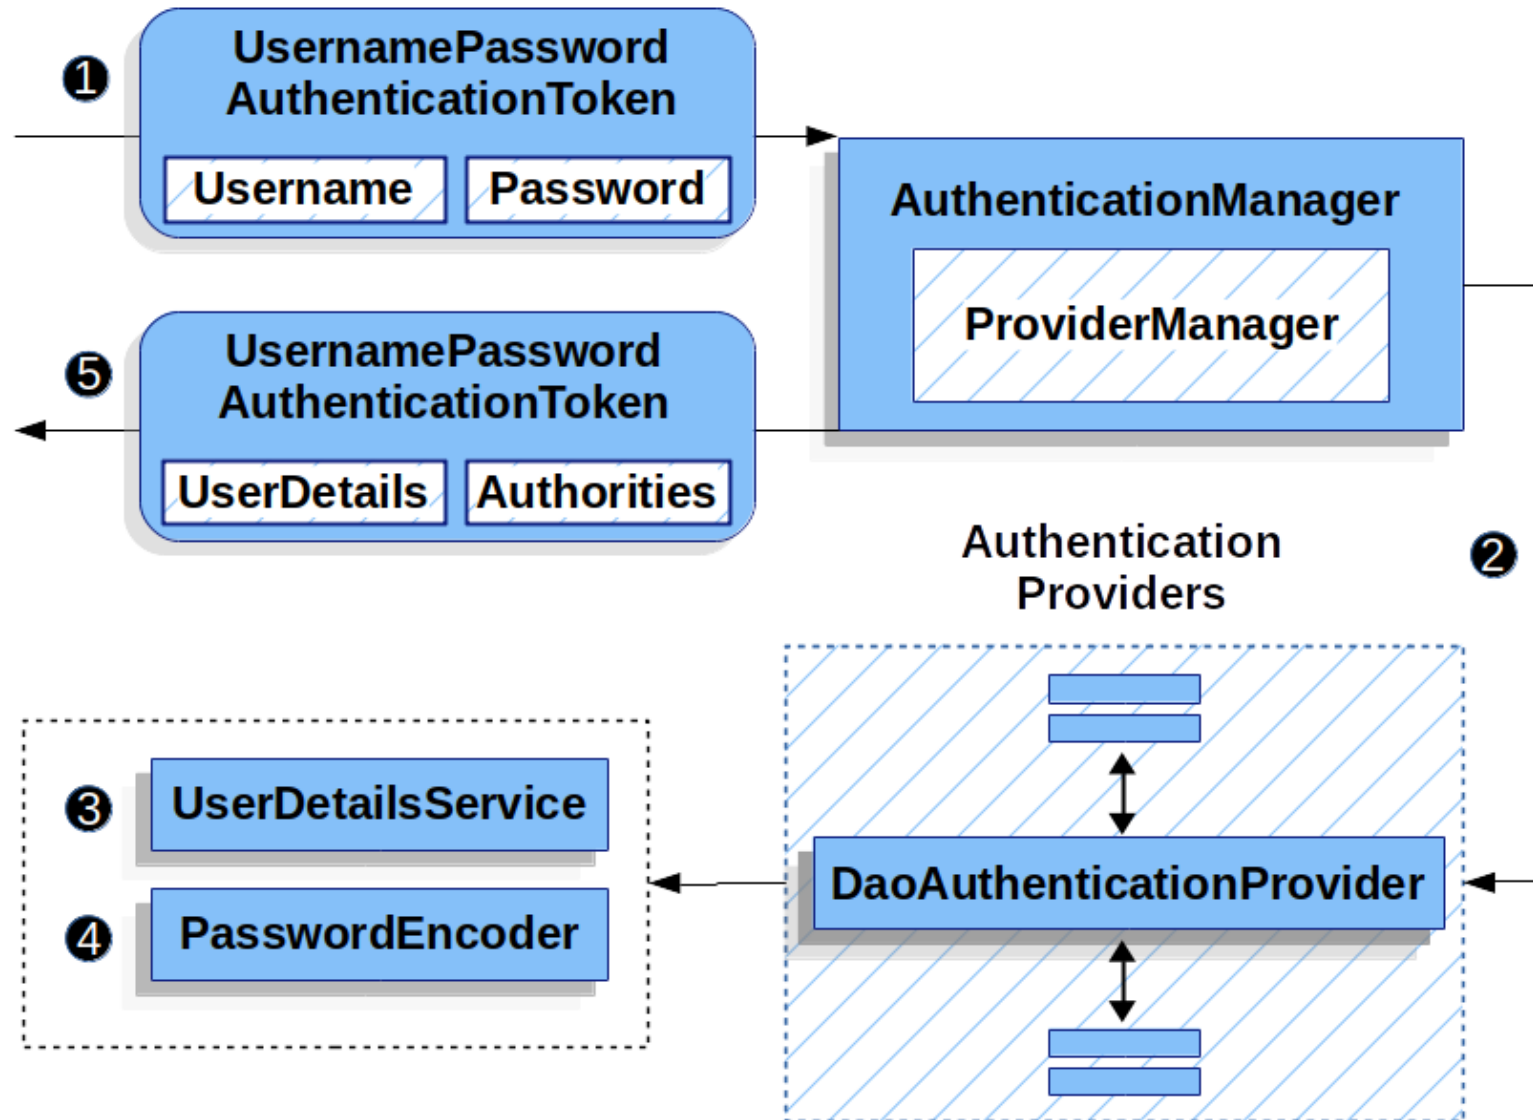 1
UsernamePassword
AuthenticationToken
Username
Password
AuthenticationManager
ProviderManager
5
UsernamePassword
AuthenticationToken
UserDetails
Authorities
Authentication
Providers
2
3
UserDetailsService
DaoAuthenticationProvider
4
PasswordEncoder